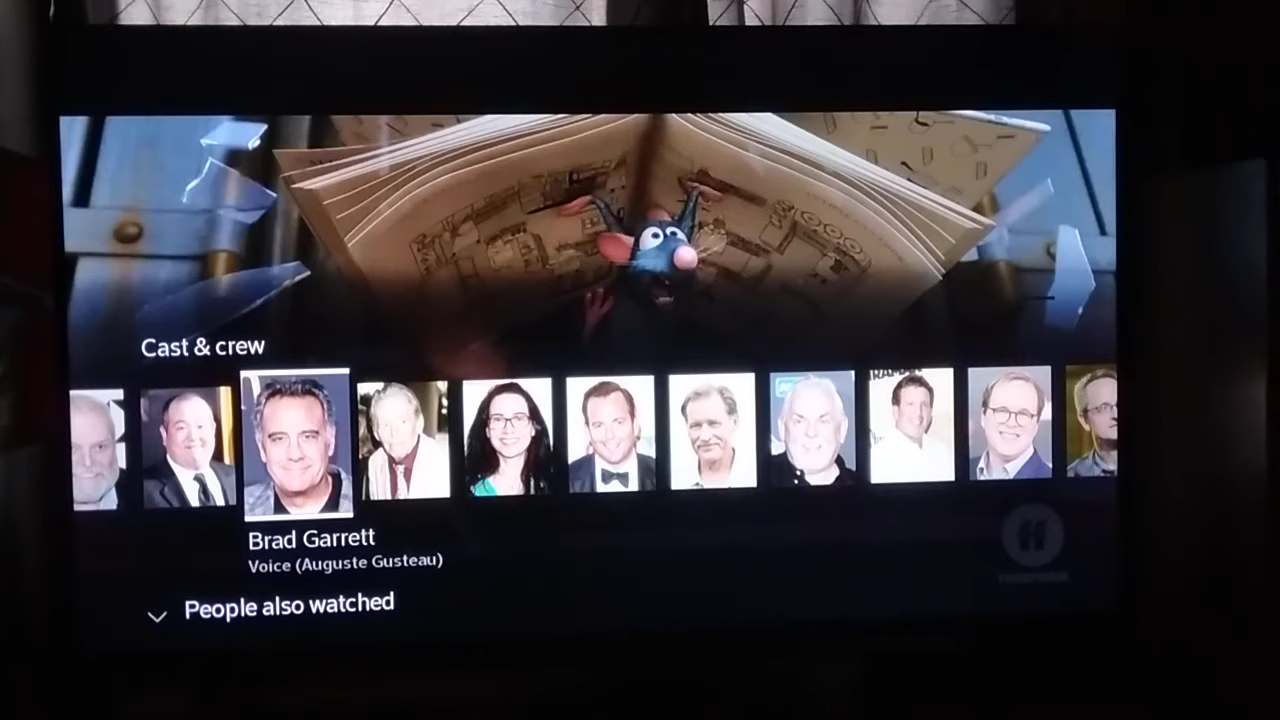 Cast & crew
Brad Garrett
Voice (Auguste Gusteau)
People also watched